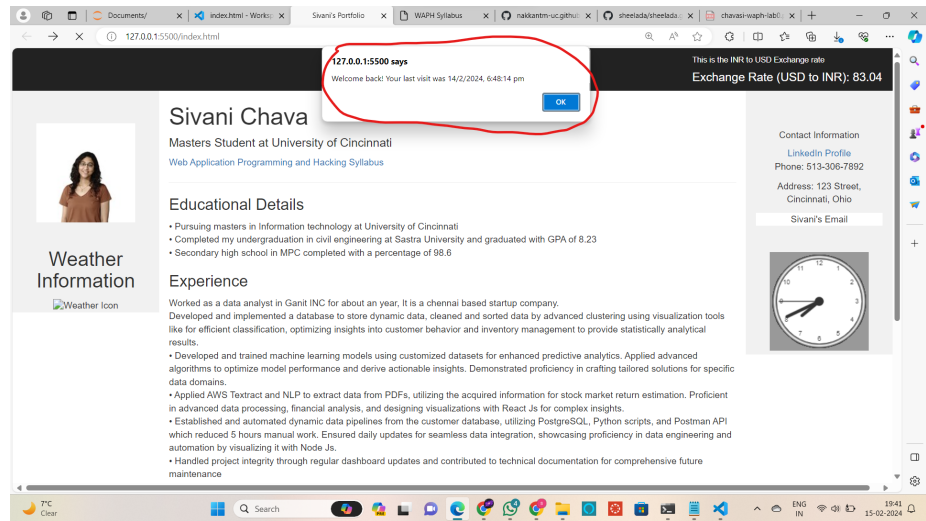 Documents/
index.html - Worksp
Sivani's Portfolio
WAPH Syllabus
nakkantm-uc.github
sheelada/sheelada.g
chavasi-waph-lab0
127.0.0.1:5500/index.html
This is the INR to USD Exchange rate
Exchange Rate (USD to INR): 83.04
127.0.0.1:5500 says
Welcome back! Your last visit was 14/2/2024, 6:48:14 pm
OK
Sivani Chava
Masters Student at University of Cincinnati
Web Application Programming and Hacking Syllabus
Educational Details
• Pursuing masters in Information technology at University of Cincinnati
• Completed my undergraduation in civil engineering at Sastra University and graduated with GPA of 8.23
• Secondary high school in MPC completed with a percentage of 98.6
Experience
Worked as a data analyst in Ganit INC for about an year, It is a chennai based startup company.
Developed and implemented a database to store dynamic data, cleaned and sorted data by advanced clustering using visualization tools
like for efficient classification, optimizing insights into customer behavior and inventory management to provide statistically analytical
results.
• Developed and trained machine learning models using customized datasets for enhanced predictive analytics. Applied advanced
algorithms to optimize model performance and derive actionable insights. Demonstrated proficiency in crafting tailored solutions for specific
data domains.
• Applied AWS Textract and NLP to extract data from PDFs, utilizing the acquired information for stock market return estimation. Proficient
in advanced data processing, financial analysis, and designing visualizations with React Js for complex insights.
• Established and automated dynamic data pipelines from the customer database, utilizing PostgreSQL, Python scripts, and Postman API
which reduced 5 hours manual work. Ensured daily updates for seamless data integration, showcasing proficiency in data engineering and
automation by visualizing it with Node Js.
• Handled project integrity through regular dashboard updates and contributed to technical documentation for comprehensive future
maintenance
Weather
Information
Weather Icon
Contact Information
LinkedIn Profile
Phone: 513-306-7892
Address: 123 Street,
Cincinnati, Ohio
Sivani's Email
12
1
2
3
4
5
6
7
8
9
10
11
7°C
Clear
Search
ENG
IN
19:41
15-02-2024